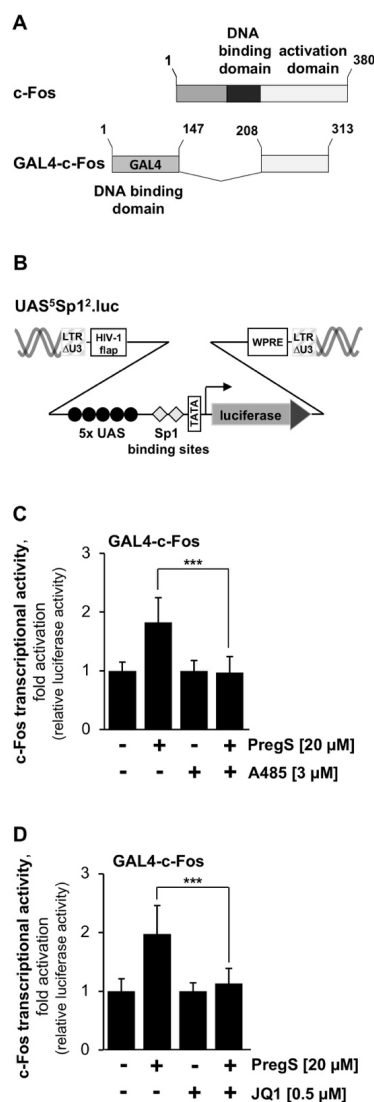 A
DNA
binding
domain
activation
domain
1
380
c-Fos
1
147
208
313
GAL4-c-Fos
GAL4
DNA binding
domain
B
UAS⁵Sp1².luc
LTR
ΔU3
HIV-1
flap
WPRE
LTR
ΔU3
5x UAS
Sp1
binding sites
TATA
luciferase
C
GAL4-c-Fos
c-Fos transcriptional activity,
fold activation
(relative luciferase activity)
3
2
1
0
***
- + - + PregS [20 µM]
- - + + A485 [3 µM]
D
GAL4-c-Fos
c-Fos transcriptional activity,
fold activation
(relative luciferase activity)
3
2
1
0
***
- + - + PregS [20 µM]
- - + + JQ1 [0.5 µM]